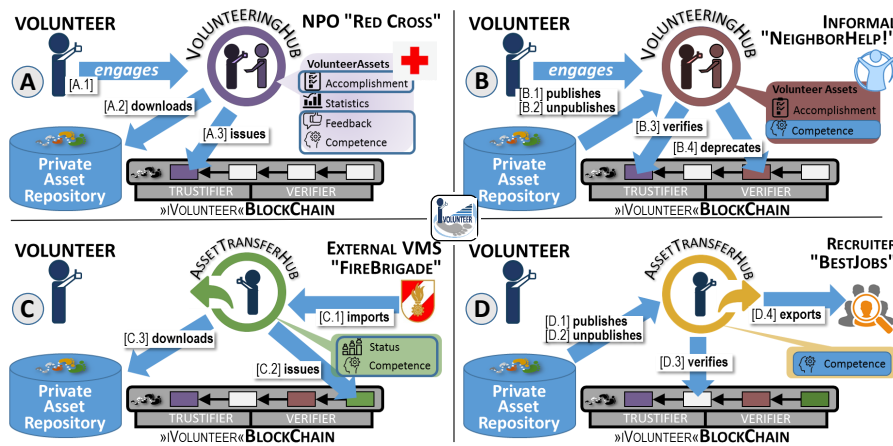 VOLUNTEER
VOLUNTEERINGHUB
NPO "RED CROSS"
A
[A.1]
engages
VolunteerAssets
Accomplishment
Statistics
Feedback
Competence
[A.2] downloads
[A.3] issues
Private
Asset
Repository
TRUSTIFIER
VERIFIER
»IVOLUNTEER«BLOCKCHAIN
VOLUNTEER
VOLUNTEERINGHUB
INFORMAL
"NEIGHBORHELP!"
B
engages
[B.1] publishes
[B.2] unpublishes
Volunteer Assets
Accomplishment
Competence
[B.3] verifies
[B.4] deprecates
Private
Asset
Repository
TRUSTIFIER
VERIFIER
»IVOLUNTEER«BLOCKCHAIN
iVOLUNTEER
VOLUNTEER
ASSETTRANSFERHUB
EXTERNAL VMS
"FIREBRIGADE"
C
[C.1] imports
[C.3] downloads
[C.2] issues
Status
Competence
Private
Asset
Repository
TRUSTIFIER
VERIFIER
»IVOLUNTEER«BLOCKCHAIN
VOLUNTEER
ASSETTRANSFERHUB
RECRUITER
"BESTJOBS"
D
[D.1] publishes
[D.2] unpublishes
[D.4] exports
[D.3] verifies
Competence
Private
Asset
Repository
TRUSTIFIER
VERIFIER
»IVOLUNTEER«BLOCKCHAIN